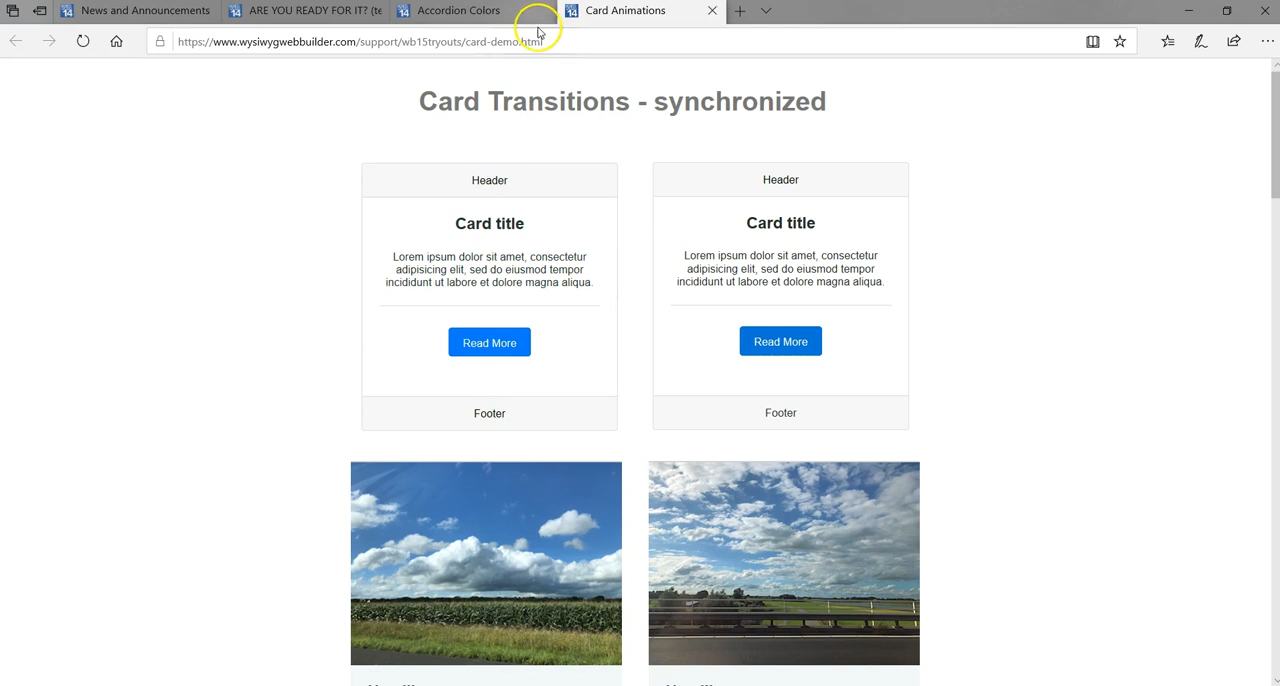 News and Announcements
ARE YOU READY FOR IT? (te
Accordion Colors
Card Animations
https://www.wysiwygwebbuilder.com/support/wb15tryouts/card-demo.html
Card Transitions - synchronized
Header
Card title
Lorem ipsum dolor sit amet, consectetur
adipisicing elit, sed do eiusmod tempor
incididunt ut labore et dolore magna aliqua.
Read More
Footer
Header
Card title
Lorem ipsum dolor sit amet, consectetur
adipisicing elit, sed do eiusmod tempor
incididunt ut labore et dolore magna aliqua.
Read More
Footer